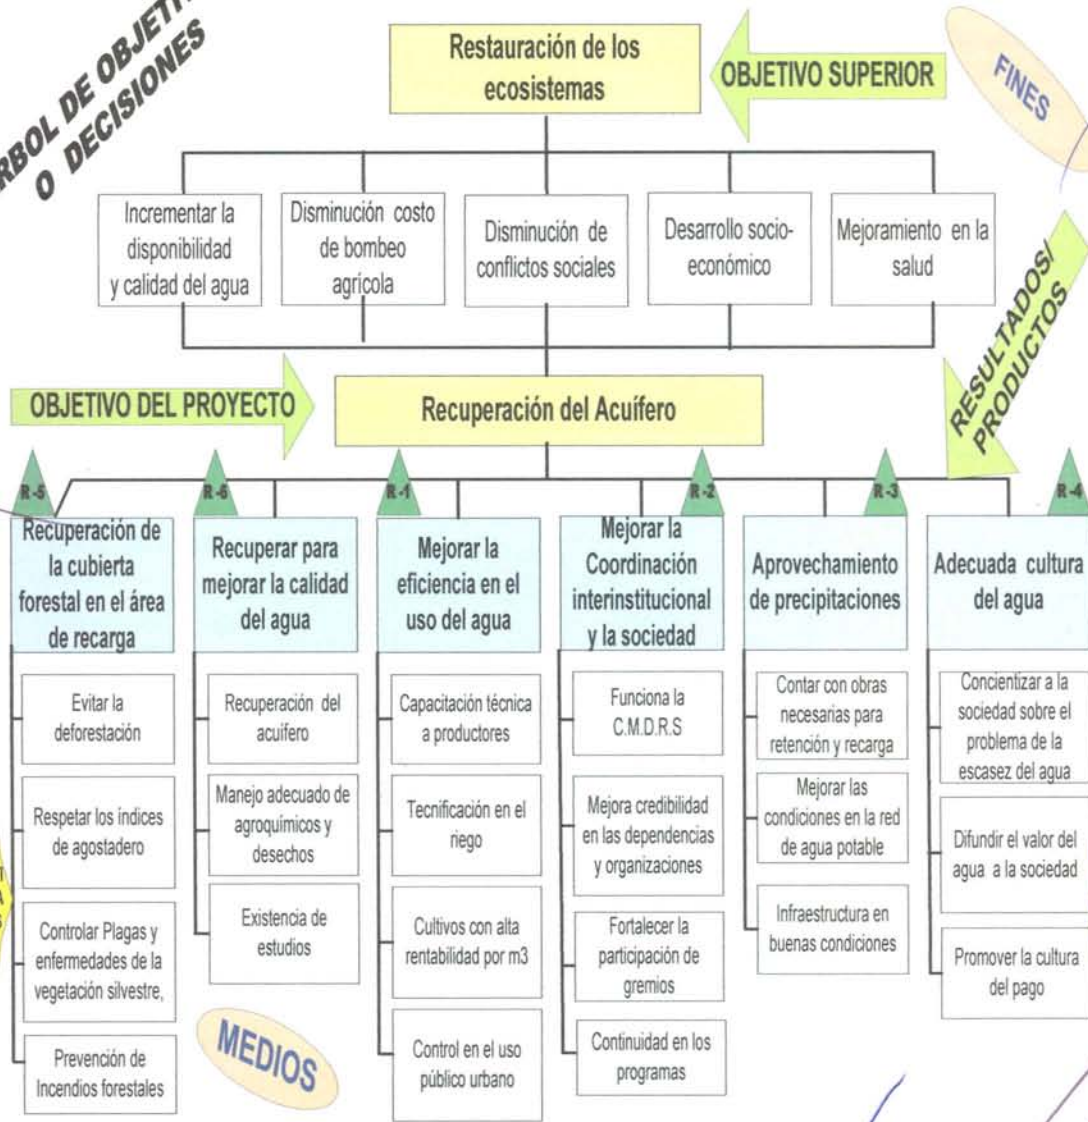 ÁRBOL DE OBJETIVOS
O DECISIONES
Restauración de los
ecosistemas
OBJETIVO SUPERIOR
FINES
Incrementar la
disponibilidad
y calidad del agua
Disminución costo
de bombeo
agrícola
Disminución de
conflictos sociales
Desarrollo socio-
económico
Mejoramiento en la
salud
RESULTADOS/
PRODUCTOS
OBJETIVO DEL PROYECTO
Recuperación del Acuífero
R -5
R -6
R -1
R -2
R -3
R -4
Recuperación de
la cubierta
forestal en el área
de recarga
Recuperar para
mejorar la calidad
del agua
Mejorar la
eficiencia en el
uso del agua
Mejorar la
Coordinación
interinstitucional
y la sociedad
Aprovechamiento
de precipitaciones
Adecuada cultura
del agua
Evitar la
deforestación
Respetar los índices
de agostadero
Controlar Plagas y
enfermedades de la
vegetación silvestre,
Prevención de
Incendios forestales
Recuperación del
acuífero
Manejo adecuado de
agroquímicos y
desechos
Existencia de
estudios
Capacitación técnica
a productores
Tecnificación en el
riego
Cultivos con alta
rentabilidad por m3
Control en el uso
público urbano
Funciona la
C.M.D.R.S
Mejora credibilidad
en las dependencias
y organizaciones
Fortalecer la
participación de
gremios
Continuidad en los
programas
Contar con obras
necesarias para
retención y recarga
Mejorar las
condiciones en la red
de agua potable
Infraestructura en
buenas condiciones
Concientizar a la
sociedad sobre el
problema de la
escasez del agua
Difundir el valor del
agua a la sociedad
Promover la cultura
del pago
MEDIOS